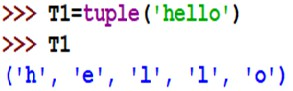 >>> T1=tuple('hello')
>>> T1
('h', 'e', 'l', 'l', 'o')